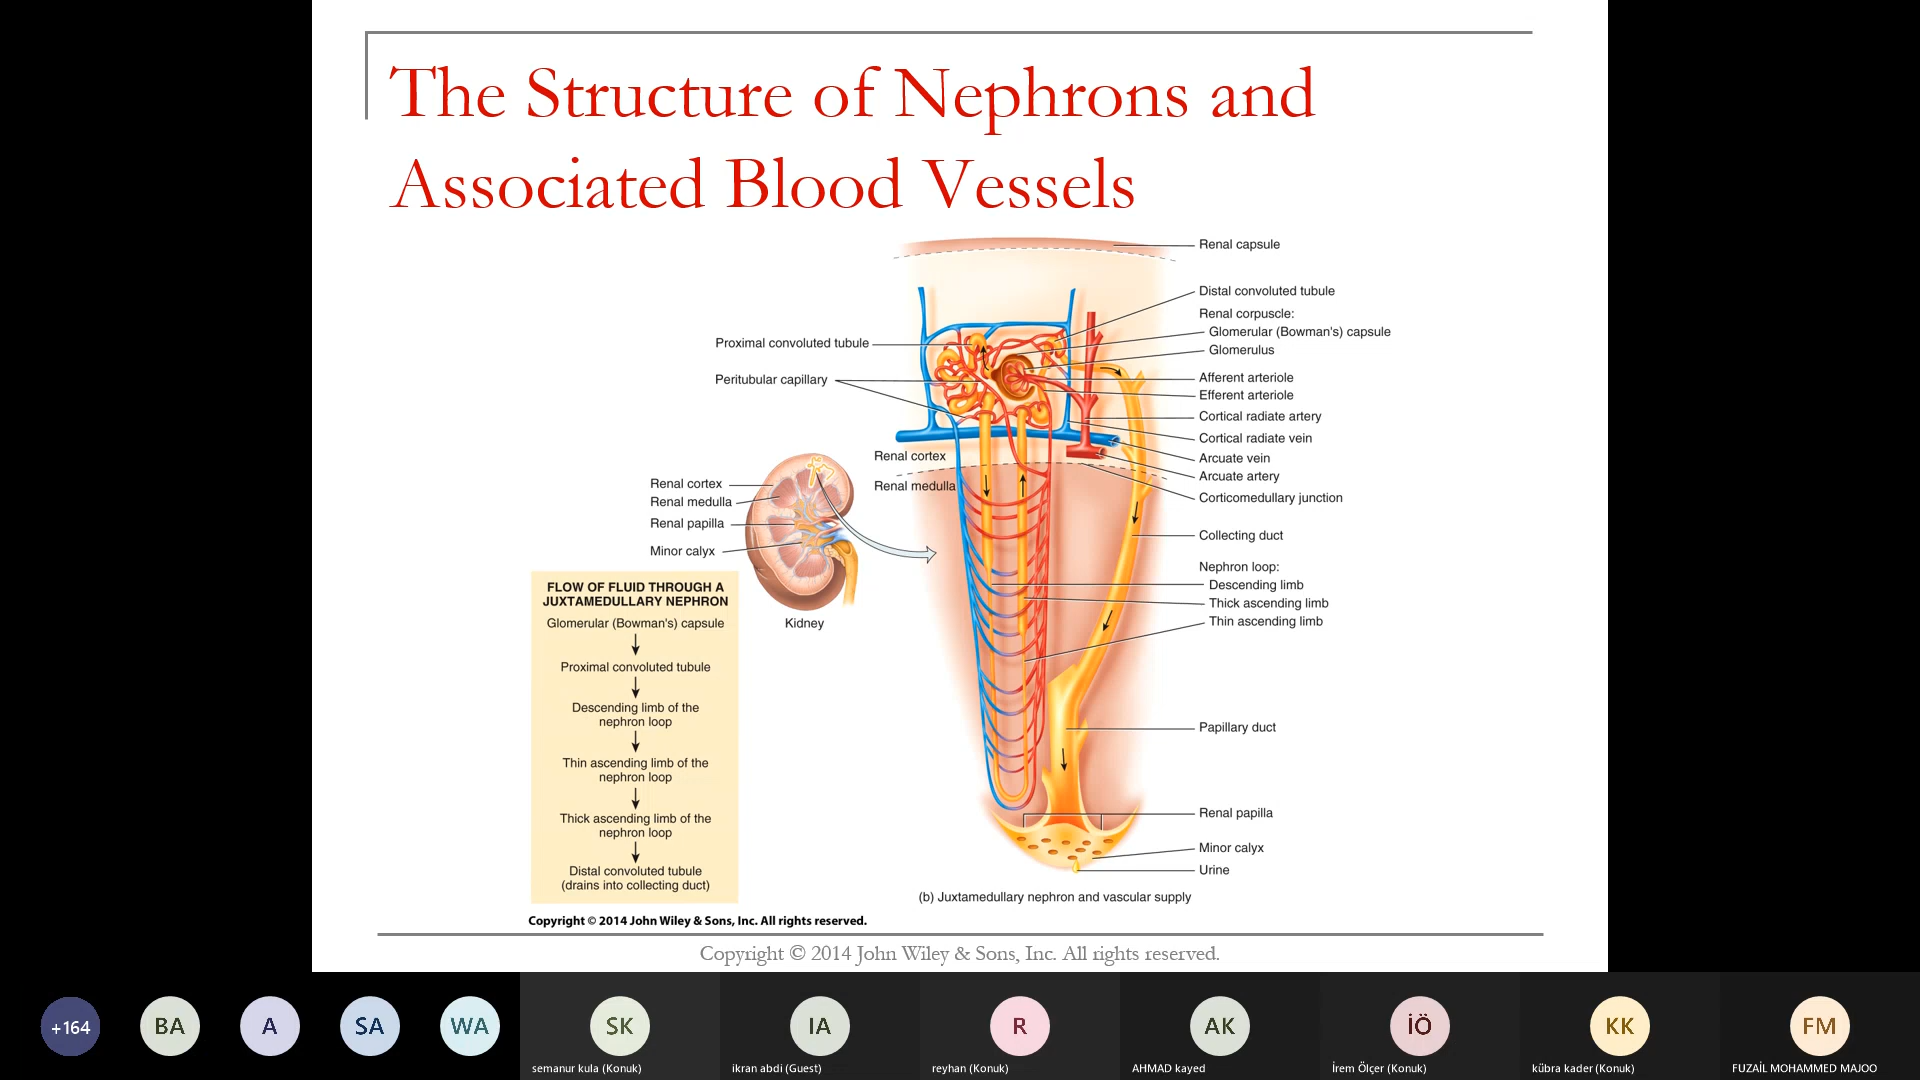 The Structure of Nephrons and
Associated Blood Vessels
Renal capsule
Distal convoluted tubule
Renal corpuscle:
Glomerular (Bowman's) capsule
Glomerulus
Afferent arteriole
Efferent arteriole
Cortical radiate artery
Cortical radiate vein
Arcuate vein
Arcuate artery
Corticomedullary junction
Collecting duct
Nephron loop:
Descending limb
Thick ascending limb
Thin ascending limb
Papillary duct
Renal papilla
Minor calyx
Urine
Proximal convoluted tubule
Peritubular capillary
Renal cortex
Renal medulla
Renal cortex
Renal medulla
Renal papilla
Minor calyx
Kidney
FLOW OF FLUID THROUGH A
JUXTAMEDULLARY NEPHRON
Glomerular (Bowman's) capsule
Proximal convoluted tubule
Descending limb of the
nephron loop
Thin ascending limb of the
nephron loop
Thick ascending limb of the
nephron loop
Distal convoluted tubule
(drains into collecting duct)
(b) Juxtamedullary nephron and vascular supply
Copyright © 2014 John Wiley & Sons, Inc. All rights reserved.
Copyright © 2014 John Wiley & Sons, Inc. All rights reserved.
+164
BA
A
SA
WA
SK
semanur kula (Konuk)
IA
ikran abdi (Guest)
R
reyhan (Konuk)
AK
AHMAD kayed
İÖ
İrem Ölçer (Konuk)
KK
kübra kader (Konuk)
FM
FUZAİL MOHAMMED MAJOO